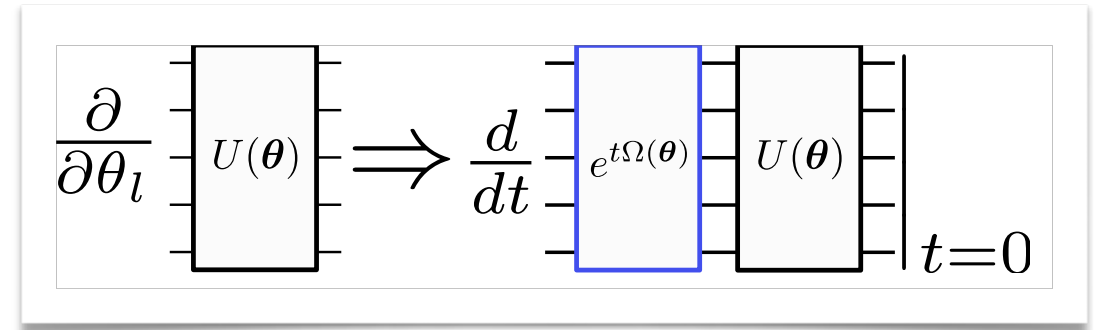 ∂/∂θ_l U(𝜽) ⇒ d/dt e^{tΩ(𝜽)} U(𝜽) |_{t=0}